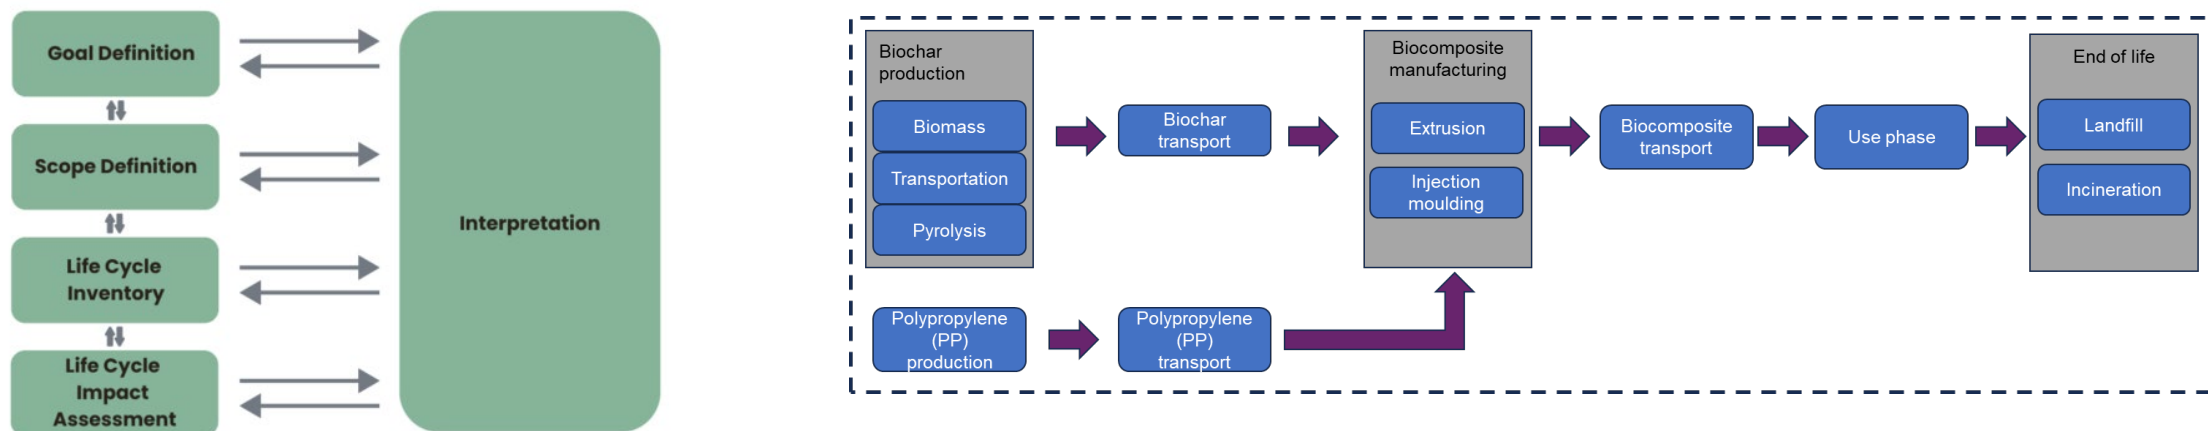 Goal Definition
Scope Definition
Life Cycle
Inventory
Life Cycle
Impact
Assessment
Interpretation
Biochar
production
Biomass
Transportation
Pyrolysis
Biochar
transport
Biocomposite
manufacturing
Extrusion
Injection
moulding
Biocomposite
transport
Use phase
End of life
Landfill
Incineration
Polypropylene
(PP)
production
Polypropylene
(PP)
transport